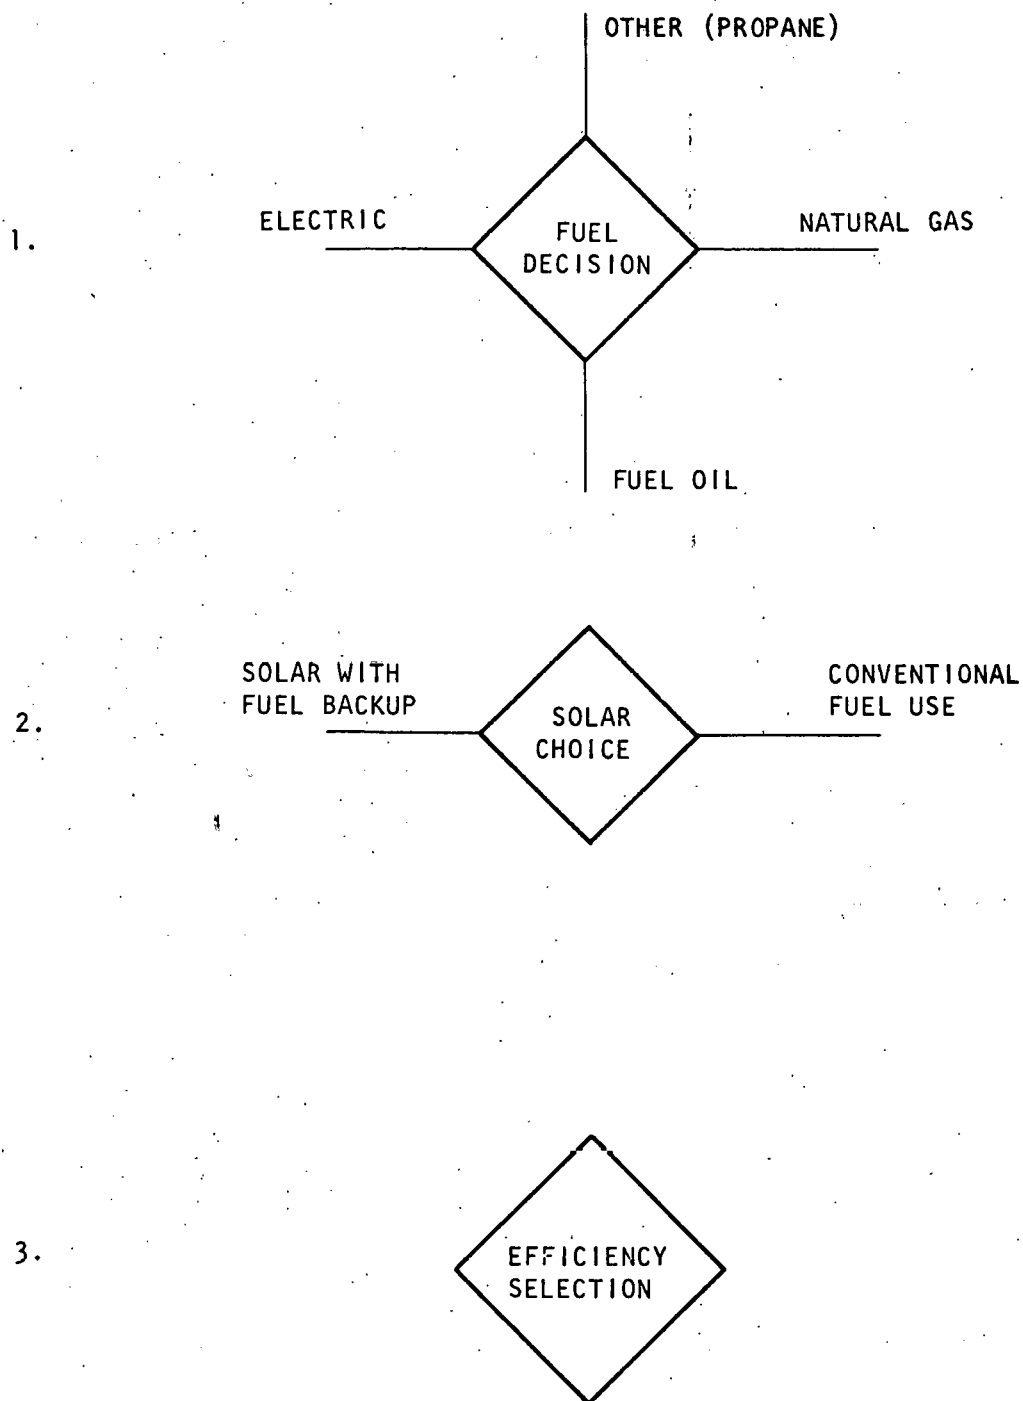 OTHER (PROPANE)
1.
ELECTRIC
FUEL
DECISION
NATURAL GAS
FUEL OIL
2.
SOLAR WITH
FUEL BACKUP
SOLAR
CHOICE
CONVENTIONAL
FUEL USE
3.
EFFICIENCY
SELECTION